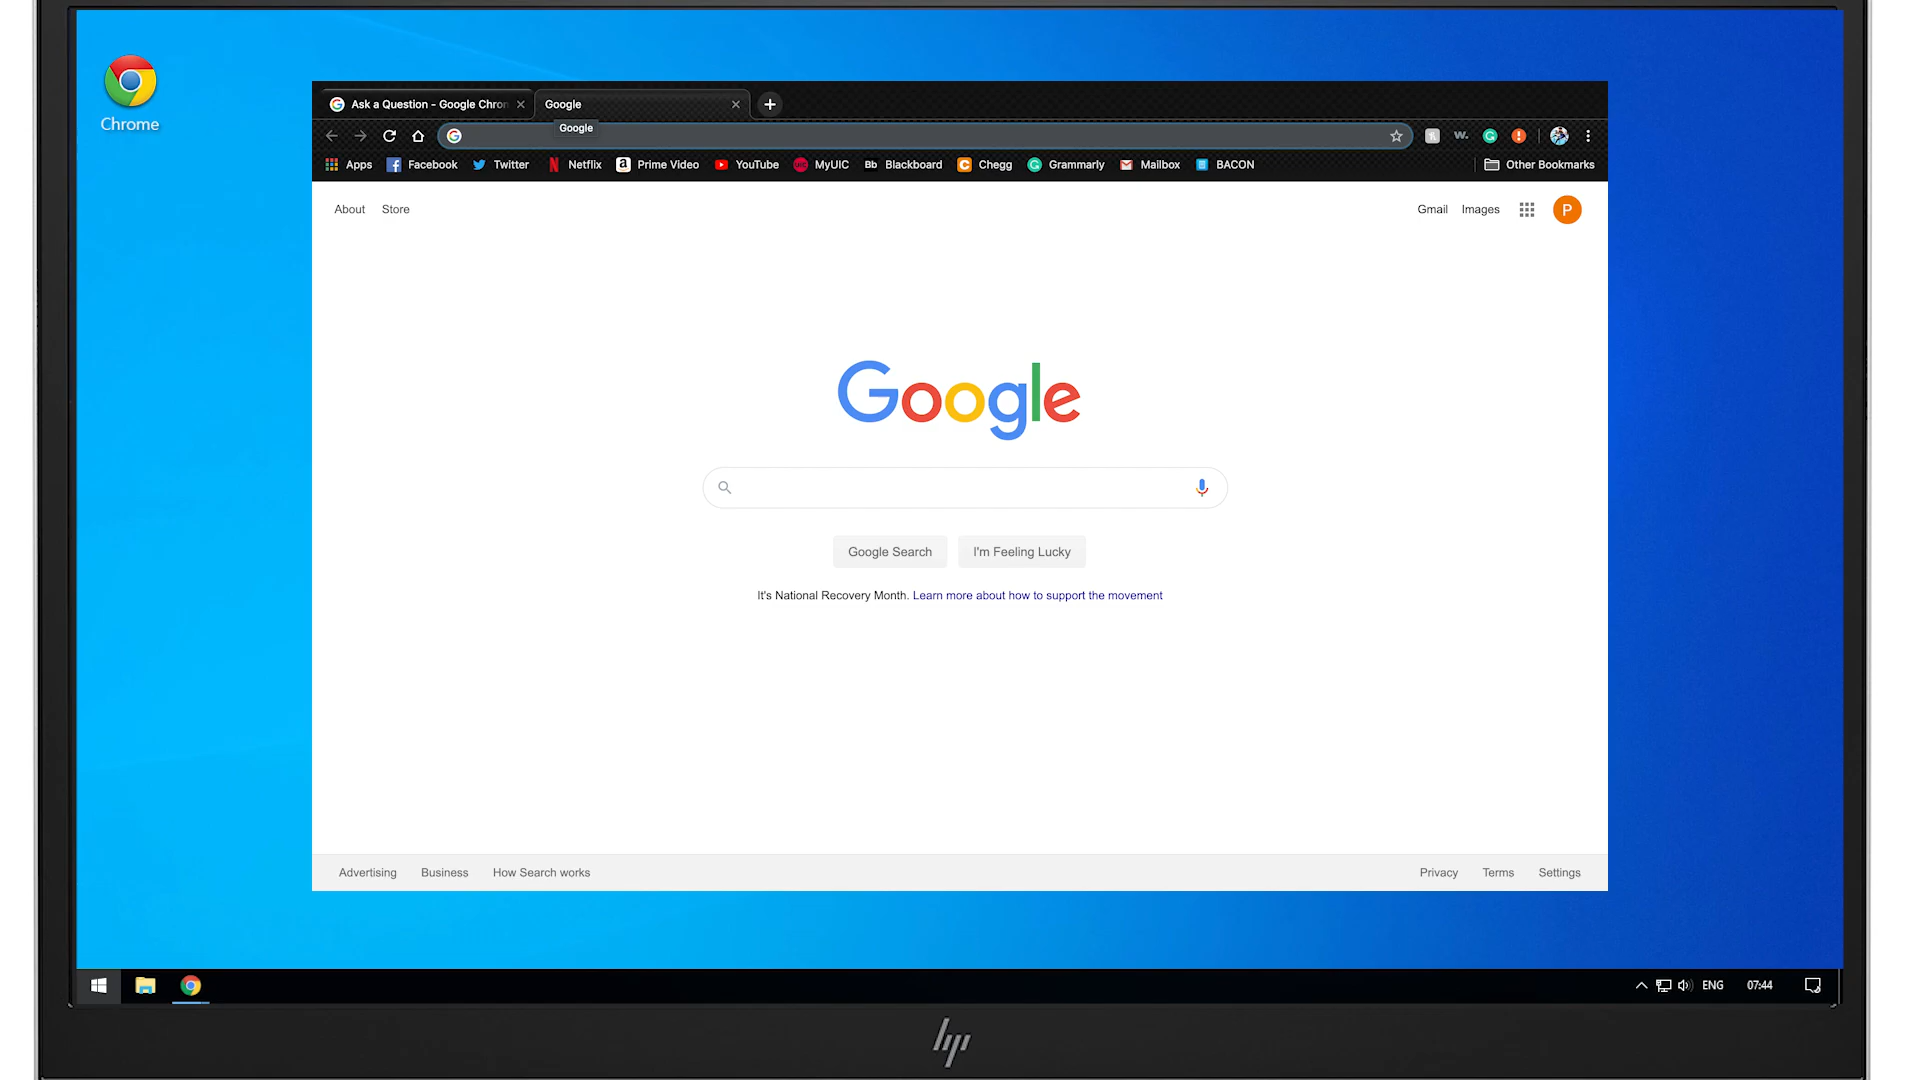 Chrome
Ask a Question - Google Chron
Google
Google
Apps Facebook Twitter Netflix Prime Video YouTube MyUIC Bb Blackboard Chegg Grammarly Mailbox BACON Other Bookmarks
About Store Gmail Images P
Google
Google Search I'm Feeling Lucky
It's National Recovery Month. Learn more about how to support the movement
Advertising Business How Search works Privacy Terms Settings
ENG 07:44
hp